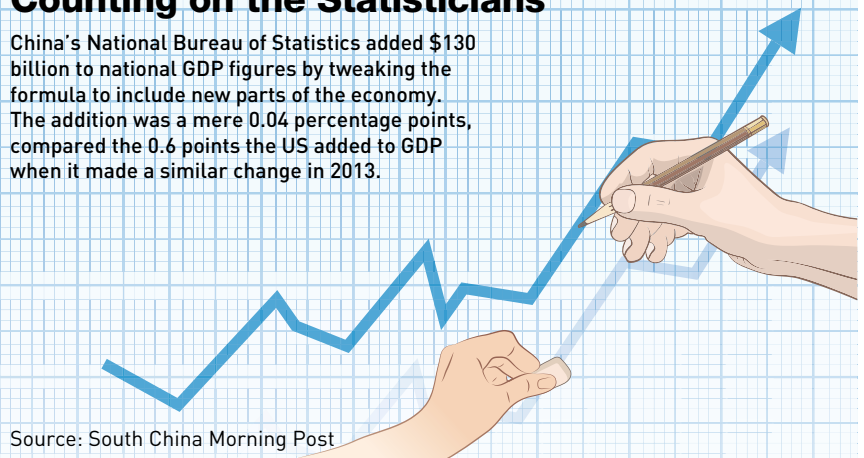 Counting on the Statisticians
China's National Bureau of Statistics added $130
billion to national GDP figures by tweaking the
formula to include new parts of the economy.
The addition was a mere 0.04 percentage points,
compared the 0.6 points the US added to GDP
when it made a similar change in 2013.
Source: South China Morning Post